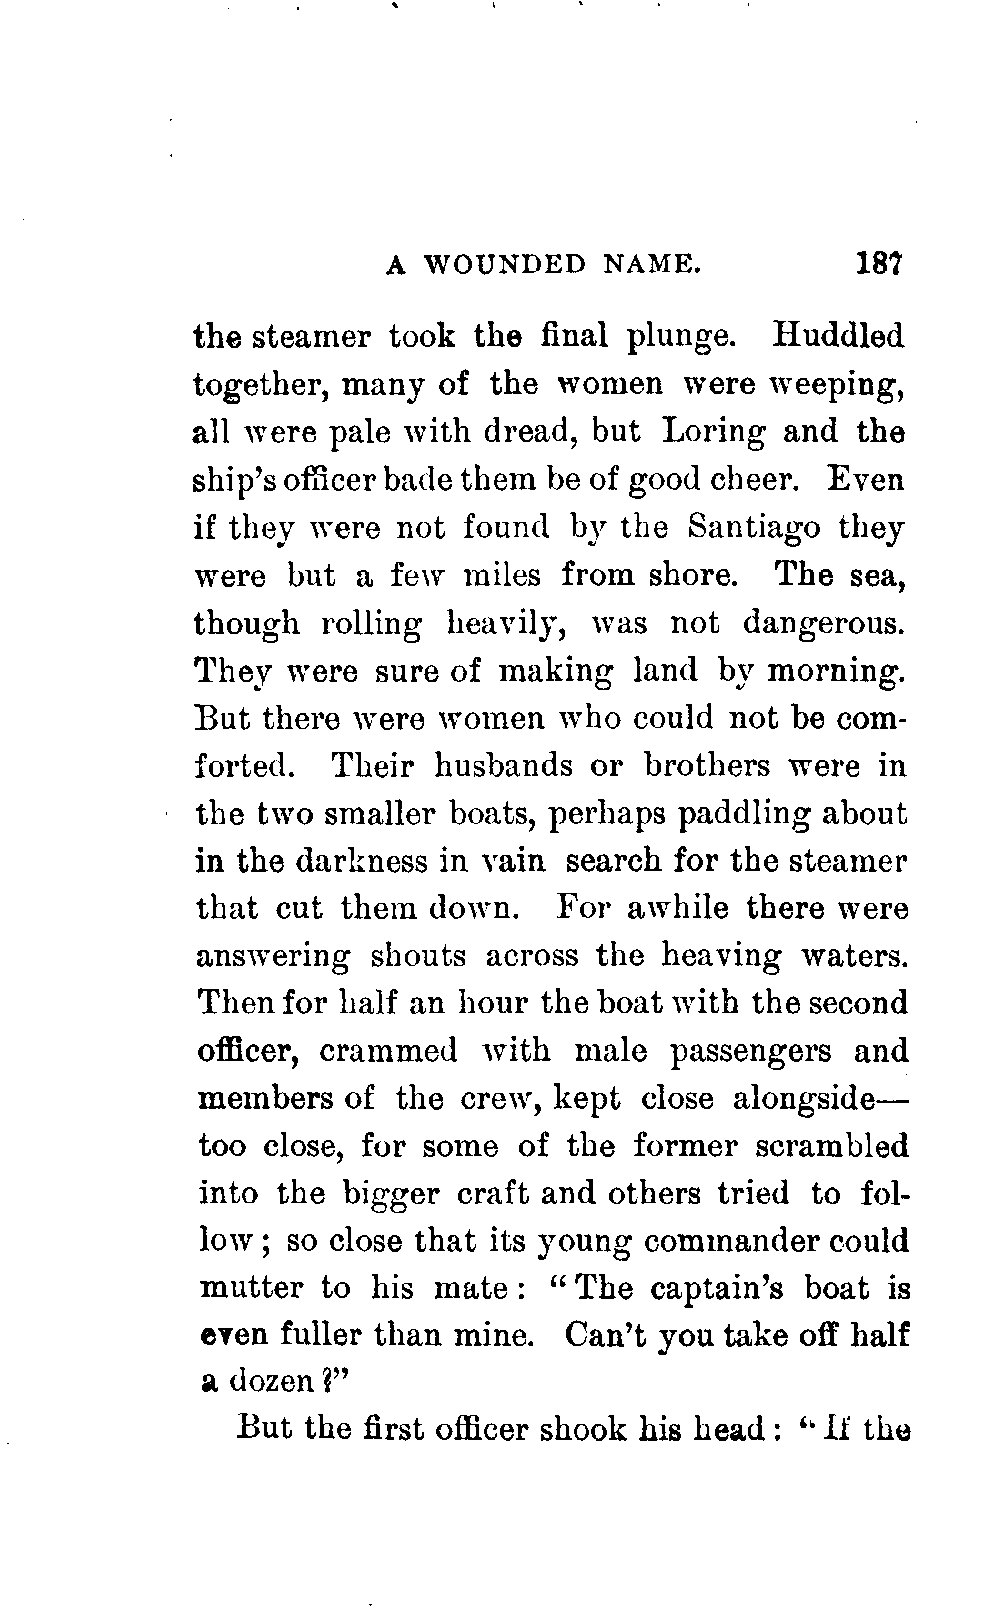 A WOUNDED NAME. 187
the steamer took the final plunge. Huddled
together, many of the women were weeping,
all were pale with dread, but Loring and the
ship's officer bade them be of good cheer. Even
if they were not found by the Santiago they
were but a few miles from shore. The sea,
though rolling heavily, was not dangerous.
They were sure of making land by morning.
But there were women who could not be com-
forted. Their husbands or brothers were in
the two smaller boats, perhaps paddling about
in the darkness in vain search for the steamer
that cut them down. For awhile there were
answering shouts across the heaving waters.
Then for half an hour the boat with the second
officer, crammed with male passengers and
members of the crew, kept close alongside—
too close, for some of the former scrambled
into the bigger craft and others tried to fol-
low; so close that its young commander could
mutter to his mate: "The captain's boat is
even fuller than mine. Can't you take off half
a dozen?"
But the first officer shook his head: "If the